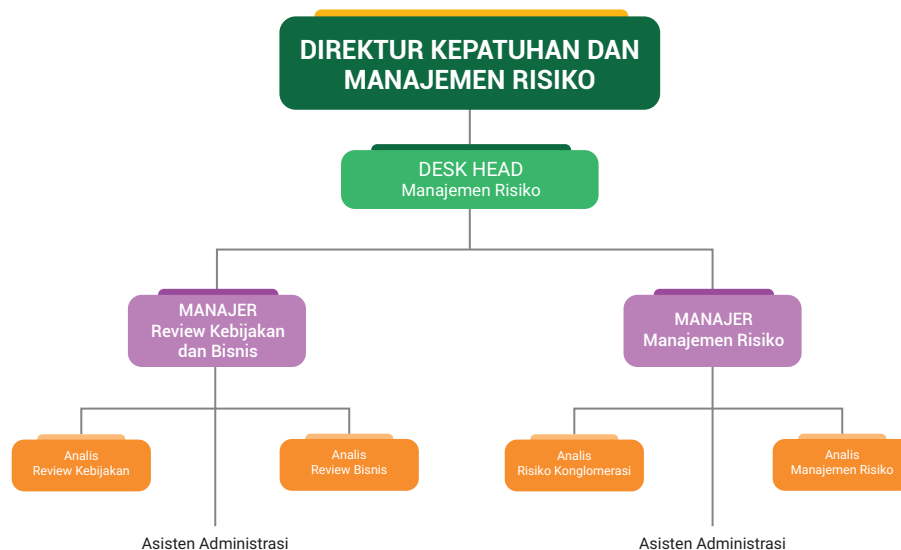 DIREKTUR KEPATUHAN DAN
MANAJEMEN RISIKO
DESK HEAD
Manajemen Risiko
MANAJER
Review Kebijakan
dan Bisnis
MANAJER
Manajemen Risiko
Analis
Review Kebijakan
Analis
Review Bisnis
Analis
Risiko Konglomerasi
Analis
Manajemen Risiko
Asisten Administrasi
Asisten Administrasi